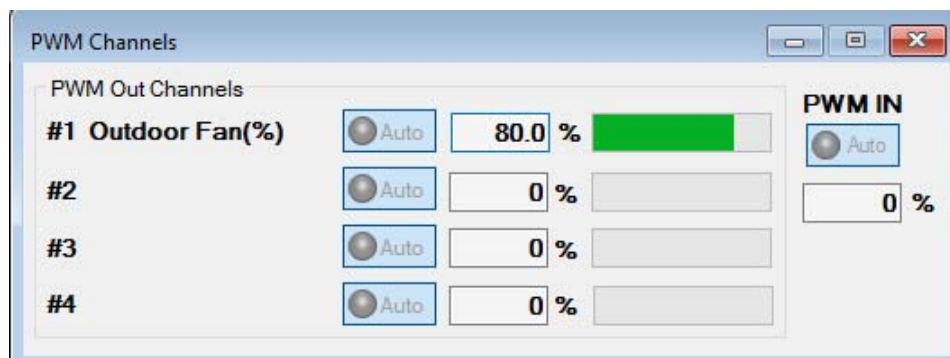 PWM Channels
PWM Out Channels
#1 Outdoor Fan(%) Auto 80.0 %
#2 Auto 0 %
#3 Auto 0 %
#4 Auto 0 %
PWM IN
Auto
0 %